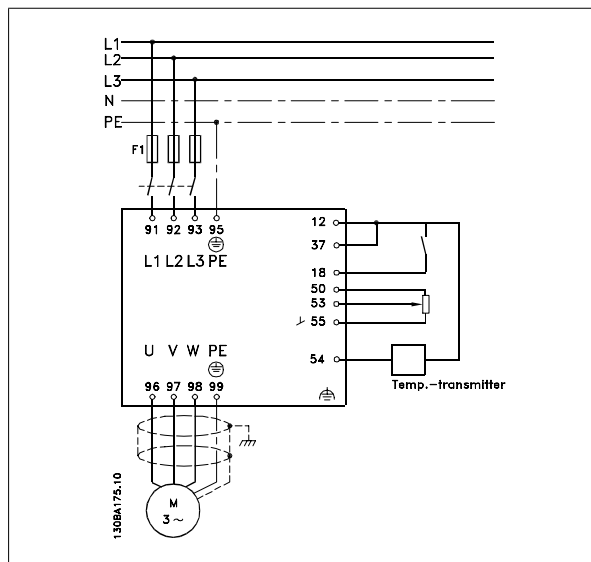 L1
L2
L3
N
PE
F1
91 92 93 95
L1 L2 L3 PE
12
37
18
50
53
55
54
Temp.-transmitter
U V W PE
96 97 98 99
M
3 ~
130BA175.10